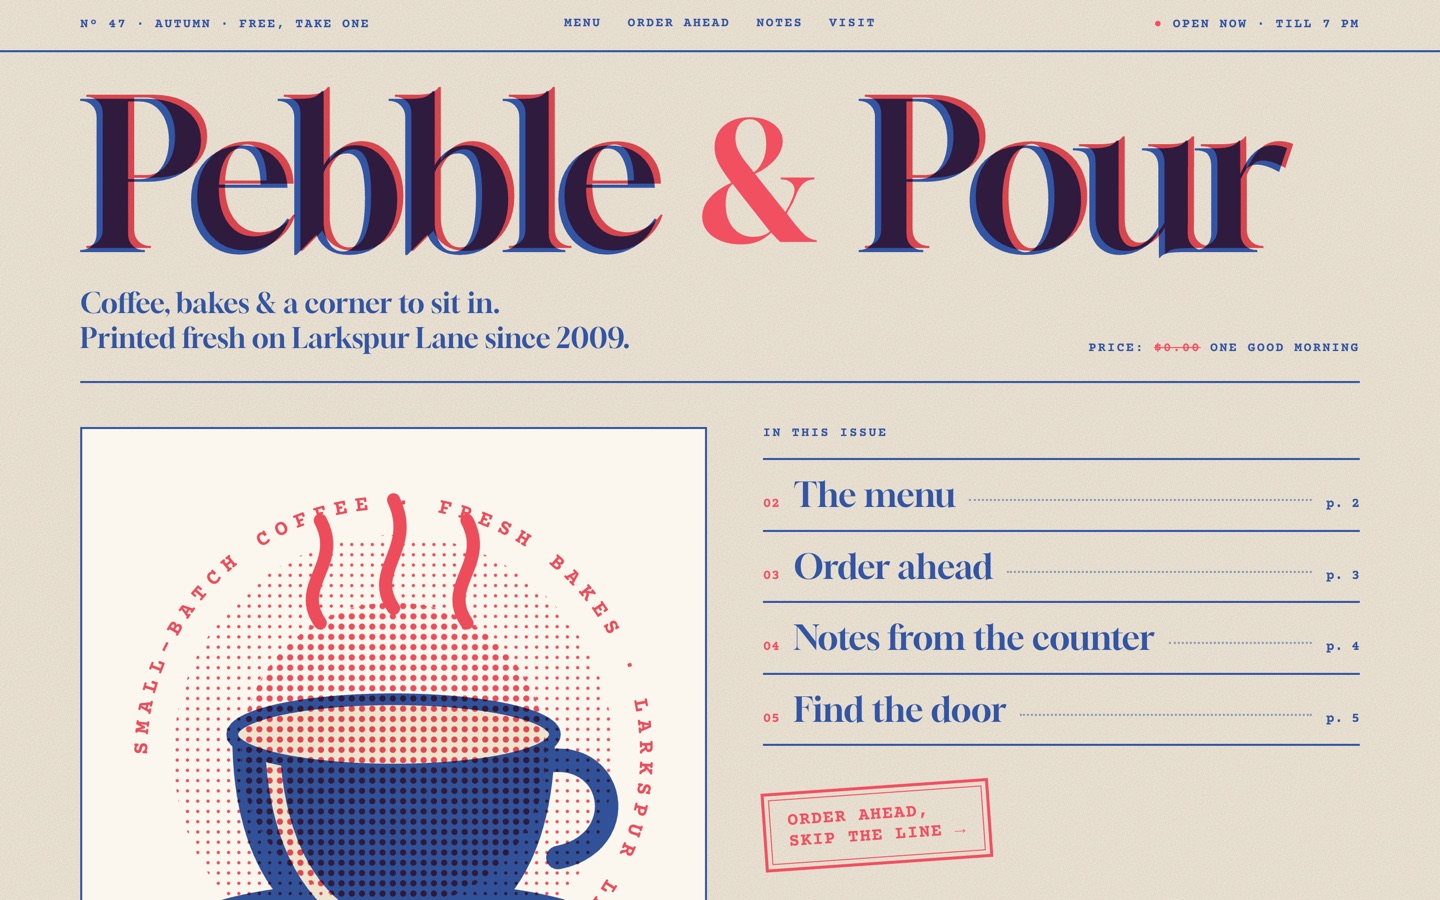 Nº 47 · AUTUMN · FREE, TAKE ONE
MENU ORDER AHEAD NOTES VISIT
OPEN NOW · TILL 7 PM
Pebble & Pour
Coffee, bakes & a corner to sit in.
Printed fresh on Larkspur Lane since 2009.
PRICE: $0.00 ONE GOOD MORNING
SMALL-BATCH COFFEE · FRESH BAKES · LARKSPUR
IN THIS ISSUE
02 The menu p. 2
03 Order ahead p. 3
04 Notes from the counter p. 4
05 Find the door p. 5
ORDER AHEAD,
SKIP THE LINE →